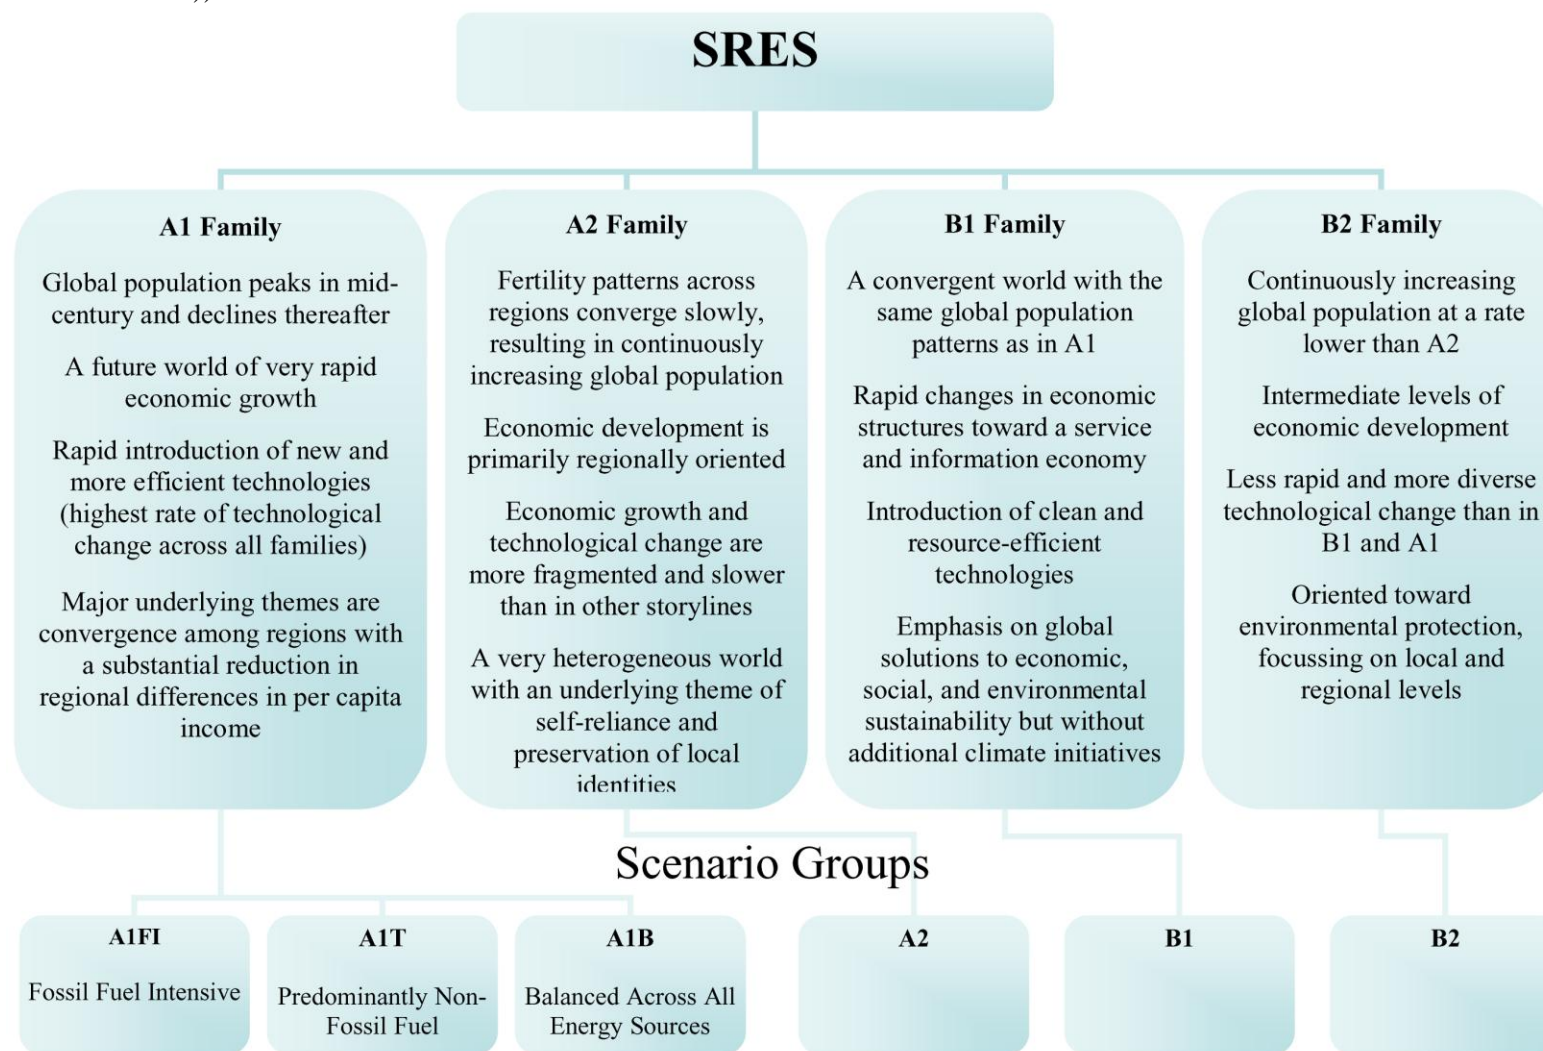 SRES
A1 Family
Global population peaks in mid-
century and declines thereafter
A future world of very rapid
economic growth
Rapid introduction of new and
more efficient technologies
(highest rate of technological
change across all families)
Major underlying themes are
convergence among regions with
a substantial reduction in
regional differences in per capita
income
A2 Family
Fertility patterns across
regions converge slowly,
resulting in continuously
increasing global population
Economic development is
primarily regionally oriented
Economic growth and
technological change are
more fragmented and slower
than in other storylines
A very heterogeneous world
with an underlying theme of
self-reliance and
preservation of local
identities
B1 Family
A convergent world with the
same global population
patterns as in A1
Rapid changes in economic
structures toward a service
and information economy
Introduction of clean and
resource-efficient
technologies
Emphasis on global
solutions to economic,
social, and environmental
sustainability but without
additional climate initiatives
B2 Family
Continuously increasing
global population at a rate
lower than A2
Intermediate levels of
economic development
Less rapid and more diverse
technological change than in
B1 and A1
Oriented toward
environmental protection,
focussing on local and
regional levels
Scenario Groups
A1FI
Fossil Fuel Intensive
A1T
Predominantly Non-
Fossil Fuel
A1B
Balanced Across All
Energy Sources
A2
B1
B2